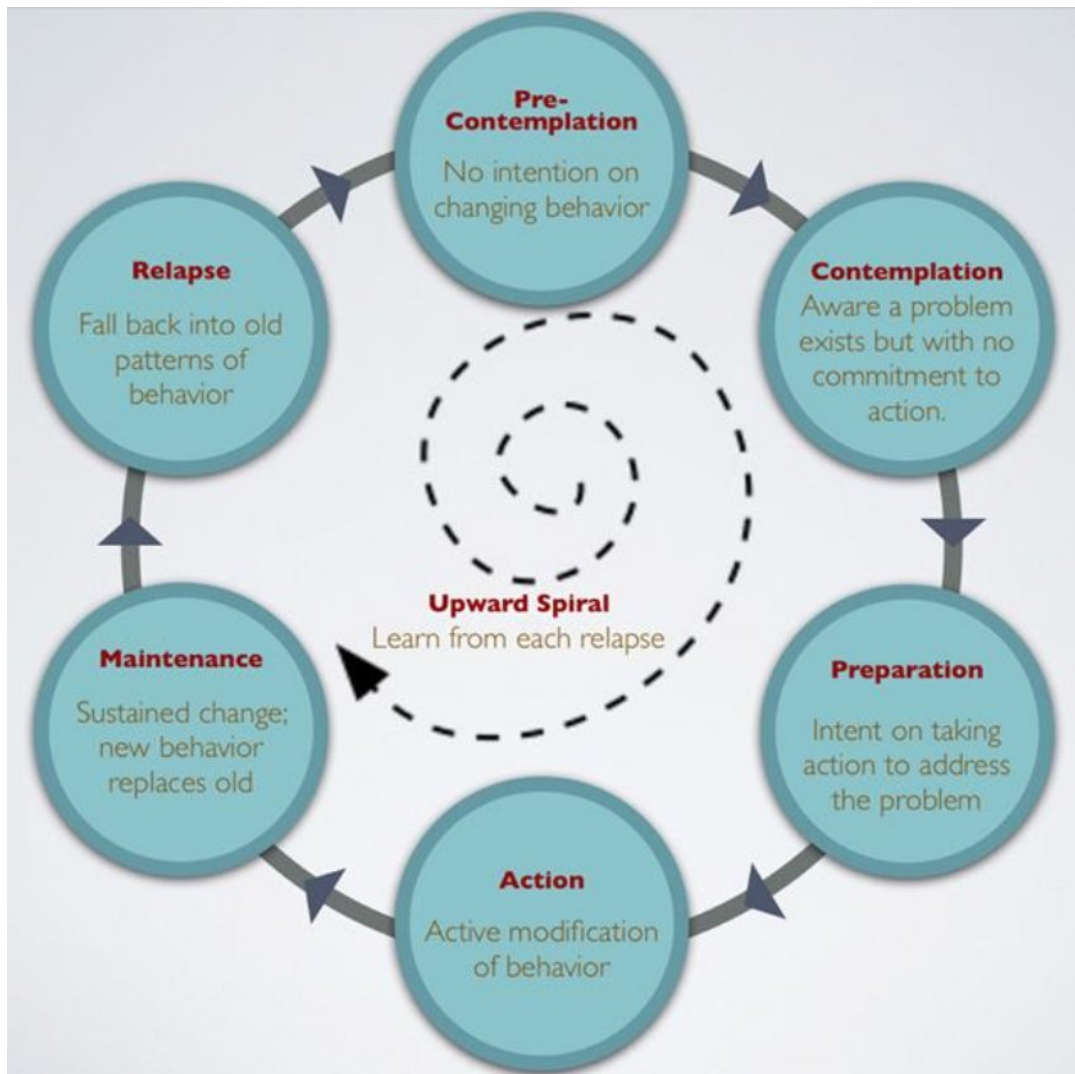 Pre-
Contemplation
No intention on
changing behavior
Contemplation
Aware a problem
exists but with no
commitment to
action.
Preparation
Intent on taking
action to address
the problem
Action
Active modification
of behavior
Maintenance
Sustained change;
new behavior
replaces old
Relapse
Fall back into old
patterns of
behavior
Upward Spiral
Learn from each relapse